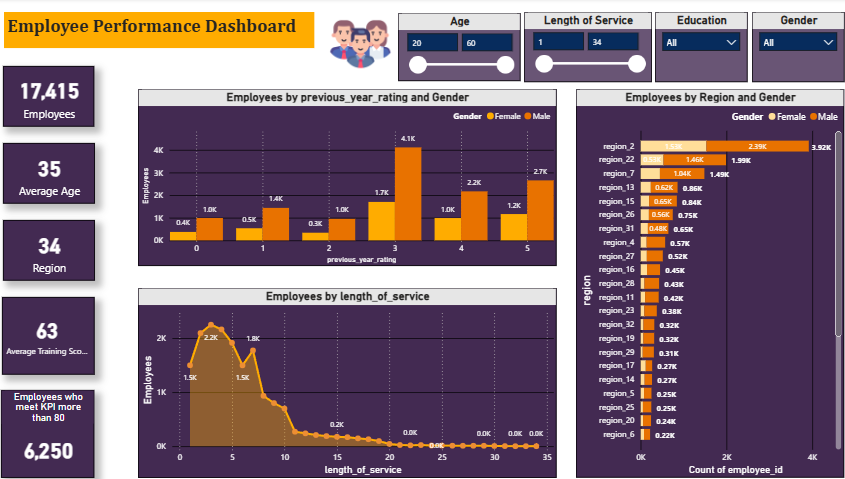 Employee Performance Dashboard
Age
20 60
Length of Service
1 34
Education
All
Gender
All
17,415
Employees
35
Average Age
34
Region
63
Average Training Sco...
Employees who
meet KPI more
than 80
6,250
Employees by previous_year_rating and Gender
Gender Female Male
Employees
4K
3K
2K
1K
0K
0.4K 1.0K 0.5K 1.4K 0.3K 1.0K 1.7K 4.1K 1.0K 2.2K 1.2K 2.7K
0 1 2 3 4 5
previous_year_rating
Employees by length_of_service
Employees
2K
1K
0K
1.5K 2.2K 1.5K 1.8K 0.2K 0.0K 0.0K 0.0K 0.0K 0.0K
0 5 10 15 20 25 30 35
length_of_service
Employees by Region and Gender
Gender Female Male
region
region_2 2.39K 3.92K
region_22 1.46K 1.99K
region_7 1.04K 1.49K
region_13 0.62K 0.86K
region_15 0.65K 0.84K
region_26 0.56K 0.75K
region_31 0.48K 0.65K
region_4 0.57K
region_27 0.52K
region_16 0.45K
region_28 0.43K
region_11 0.42K
region_23 0.38K
region_32 0.32K
region_19 0.32K
region_29 0.31K
region_17 0.27K
region_14 0.27K
region_5 0.25K
region_25 0.25K
region_20 0.24K
region_6 0.22K
0K 2K 4K
Count of employee_id